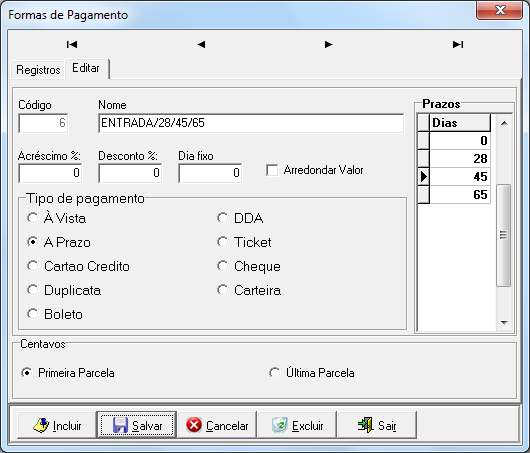 Formas de Pagamento
Registros Editar
Código Nome
6 ENTRADA/28/45/65
Acréscimo %: Desconto %: Dia fixo
0 0 0 Arredondar Valor
Tipo de pagamento
À Vista DDA
A Prazo Ticket
Cartao Credito Cheque
Duplicata Carteira
Boleto
Prazos
Dias
0
28
45
65
Centavos
Primeira Parcela Última Parcela
Incluir Salvar Cancelar Excluir Sair